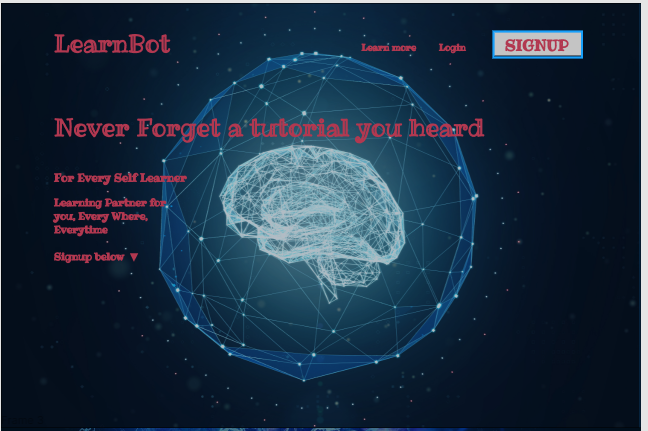 LearnBot
Learn more
Login
SIGNUP
Never Forget a tutorial you heard
For Every Self Learner
Learning Partner for
you, Every Where,
Everytime
Signup below ▼